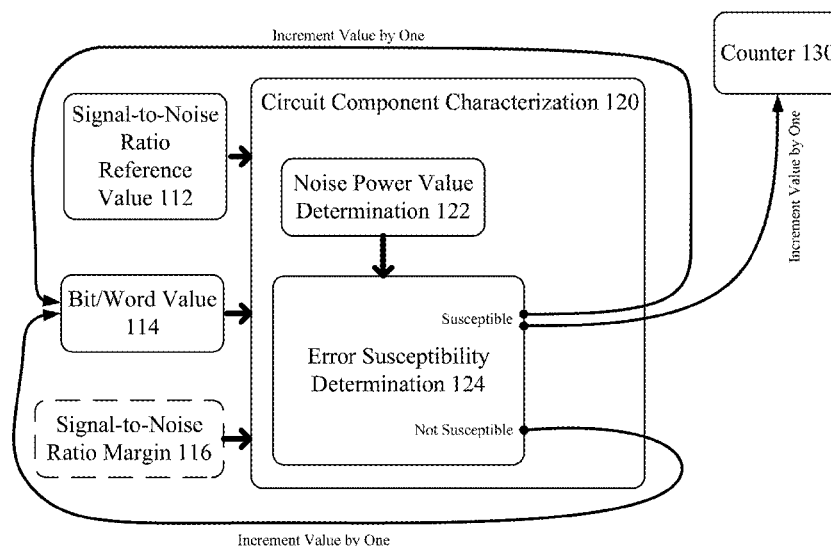 Increment Value by One
Counter 130
Signal-to-Noise
Ratio
Reference
Value 112
Circuit Component Characterization 120
Increment Value by One
Noise Power Value
Determination 122
Bit/Word Value
114
Susceptible
Error Susceptibility
Determination 124
Signal-to-Noise
Ratio Margin 116
Not Susceptible
Increment Value by One